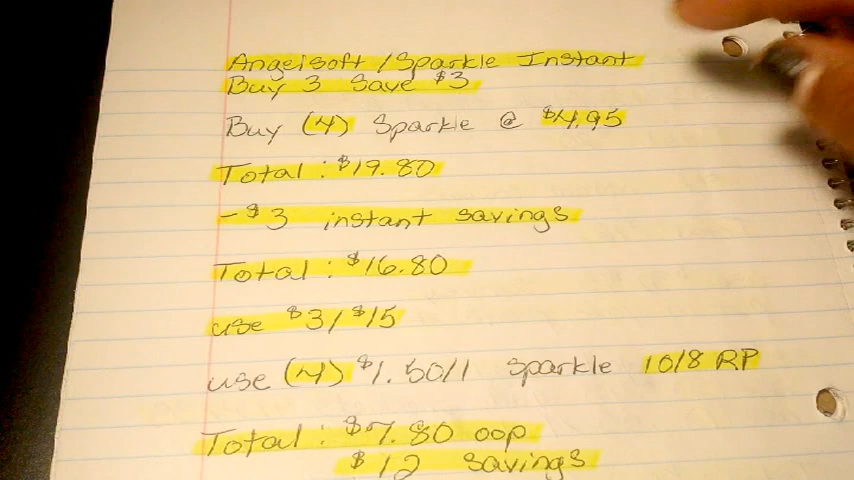 Angelsoft / Sparkle Instant
Buy 3 Save $3
Buy (4) Sparkle @ $4.95
Total : $19.80
- $3 instant savings
Total : $16.80
use $3/$15
use (4) $1.50/1 Sparkle 10/8 RP
Total : $7.80 oop
$12 savings